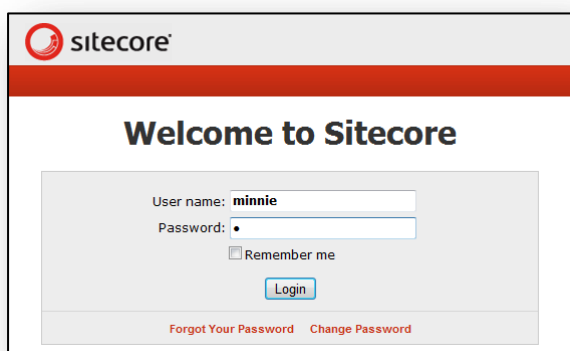 sitecore
Welcome to Sitecore
User name: minnie
Password: •
Remember me
Login
Forgot Your Password Change Password